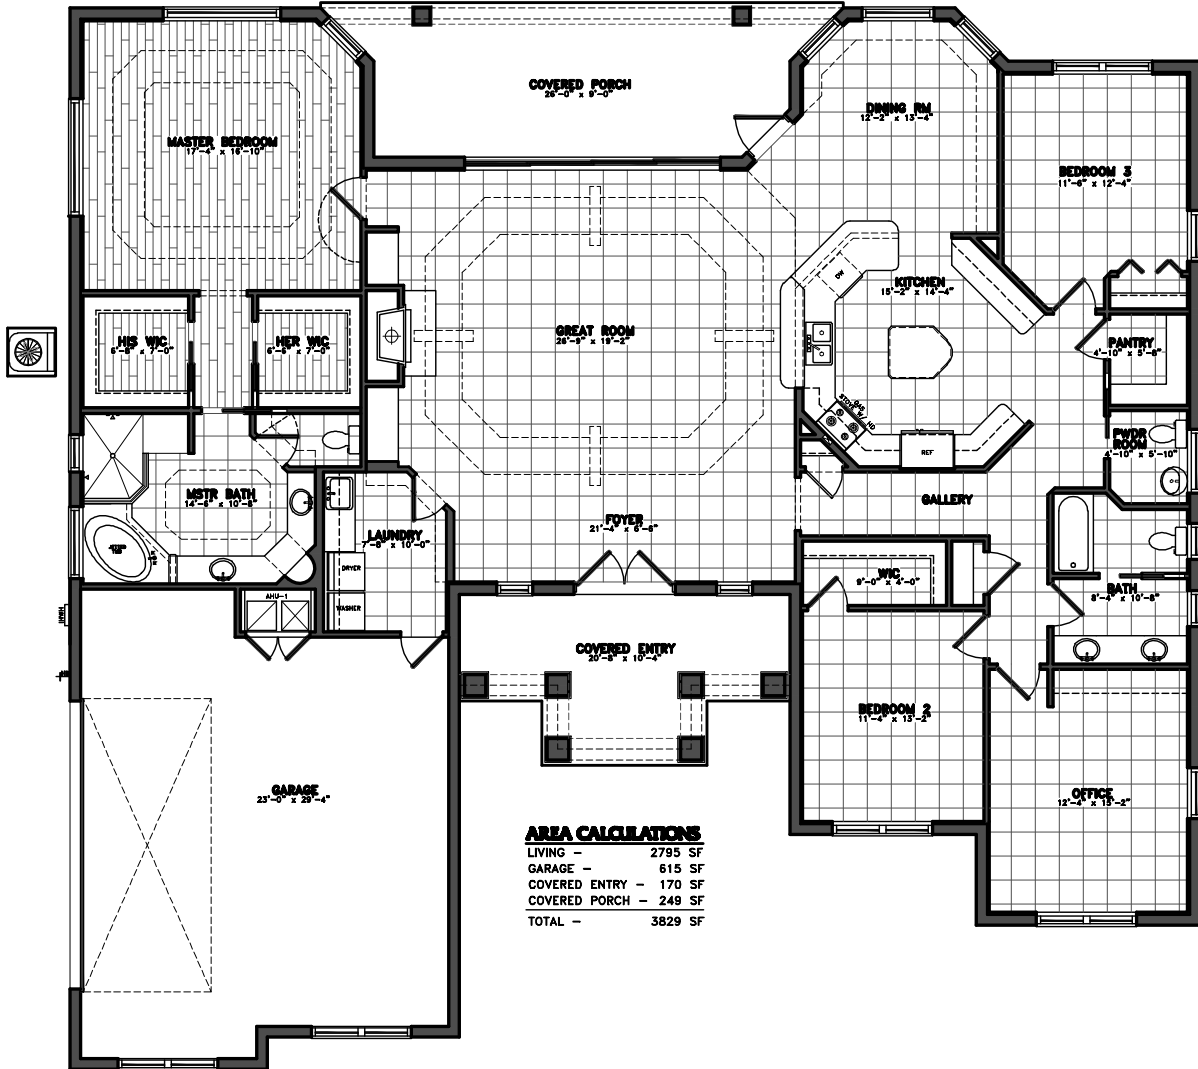 COVERED PORCH
26'-0" x 9'-0"
DINING RM
12'-2" x 13'-4"
MASTER BEDROOM
17'-4" x 16'-10"
BEDROOM 3
11'-6" x 12'-4"
DW
KITCHEN
15'-2" x 14'-4"
HIS WIC
HER WIC
6'-6" x 7'-0"
GREAT ROOM
26'-9" x 19'-2"
PANTRY
4'-10" x 5'-8"
GAS
STOVE W/ HD
REF
PWDR
ROOM
4'-10" x 5'-10"
MSTR BATH
14'-6" x 10'-8"
GALLERY
FOYER
21'-4" x 6'-6"
LAUNDRY
7'-8" x 10'-0"
DRYER
WASHER
AHU-1
WIC
9'-0" x 4'-0"
BATH
8'-4" x 10'-8"
COVERED ENTRY
20'-8" x 10'-4"
BEDROOM 2
11'-4" x 13'-2"
GARAGE
23'-0" x 29'-4"
OFFICE
12'-4" x 15'-2"
AREA CALCULATIONS
LIVING - 2795 SF
GARAGE - 615 SF
COVERED ENTRY - 170 SF
COVERED PORCH - 249 SF
TOTAL - 3829 SF